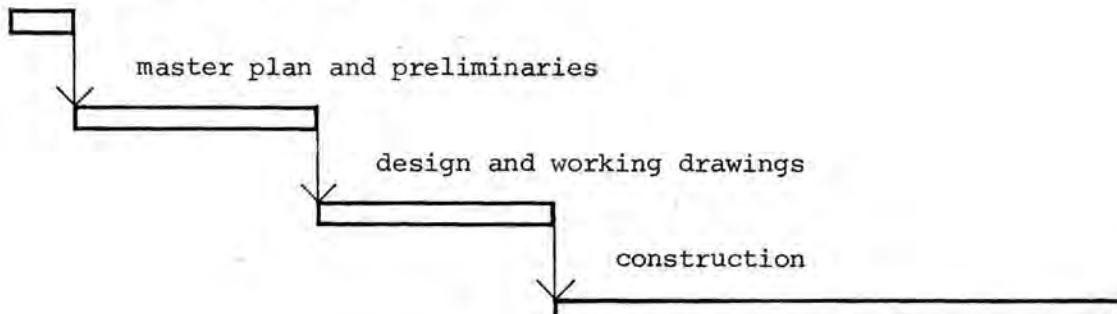 master plan and preliminaries
design and working drawings
construction